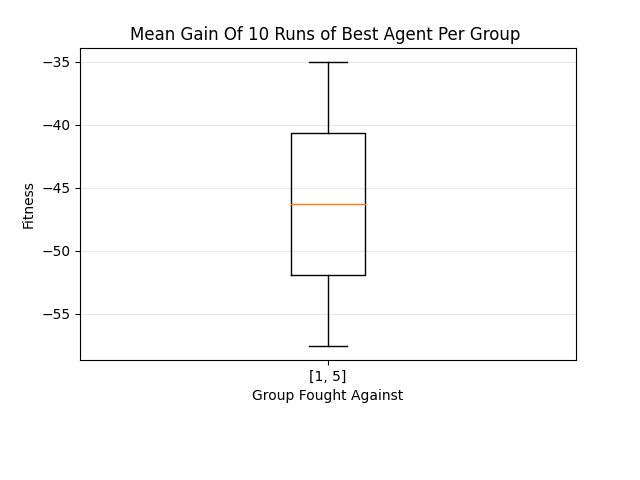 Mean Gain Of 10 Runs of Best Agent Per Group
−35
−40
−45
−50
−55
Fitness
[1, 5]
Group Fought Against